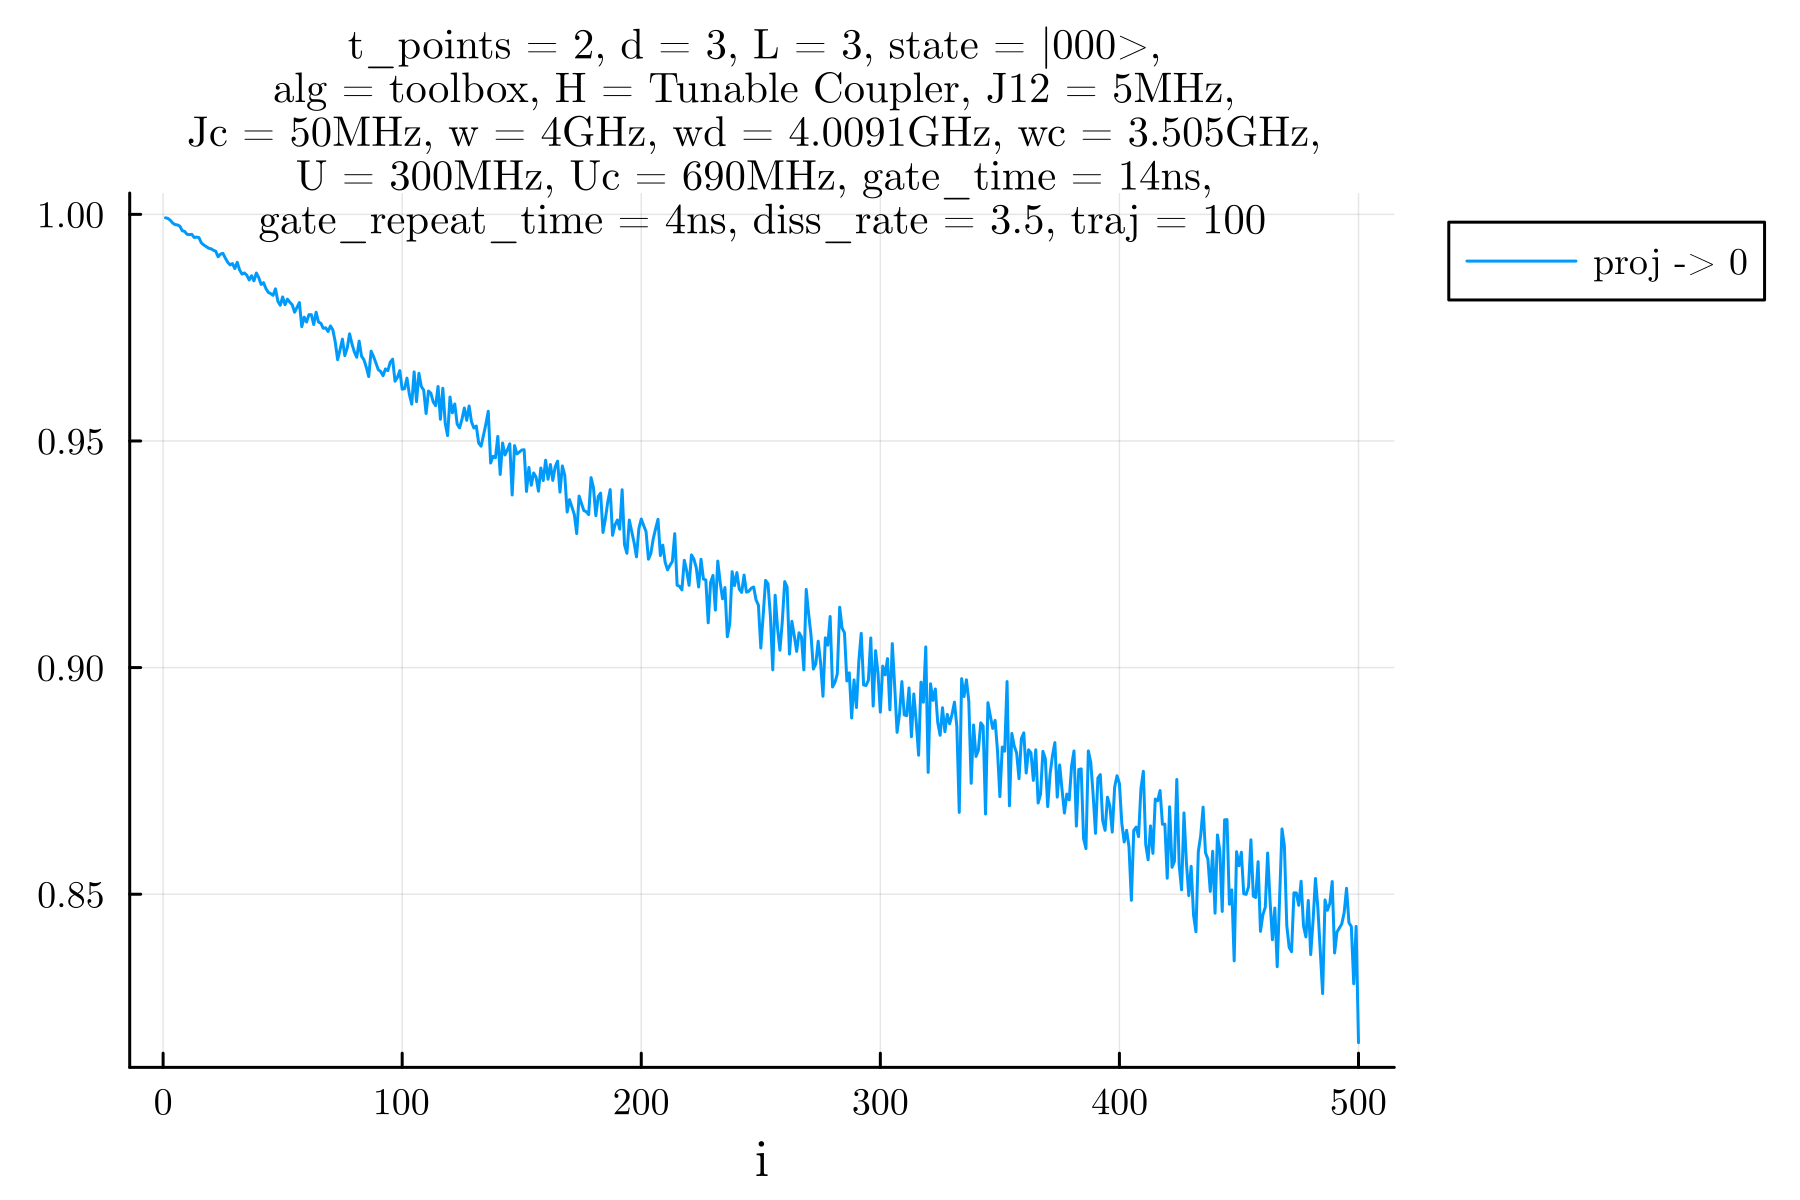 t_points = 2, d = 3, L = 3, state = |000>,
alg = toolbox, H = Tunable Coupler, J12 = 5MHz,
Jc = 50MHz, w = 4GHz, wd = 4.0091GHz, wc = 3.505GHz,
U = 300MHz, Uc = 690MHz, gate_time = 14ns,
gate_repeat_time = 4ns, diss_rate = 3.5, traj = 100
proj -> 0
1.00
0.95
0.90
0.85
0 100 200 300 400 500
i